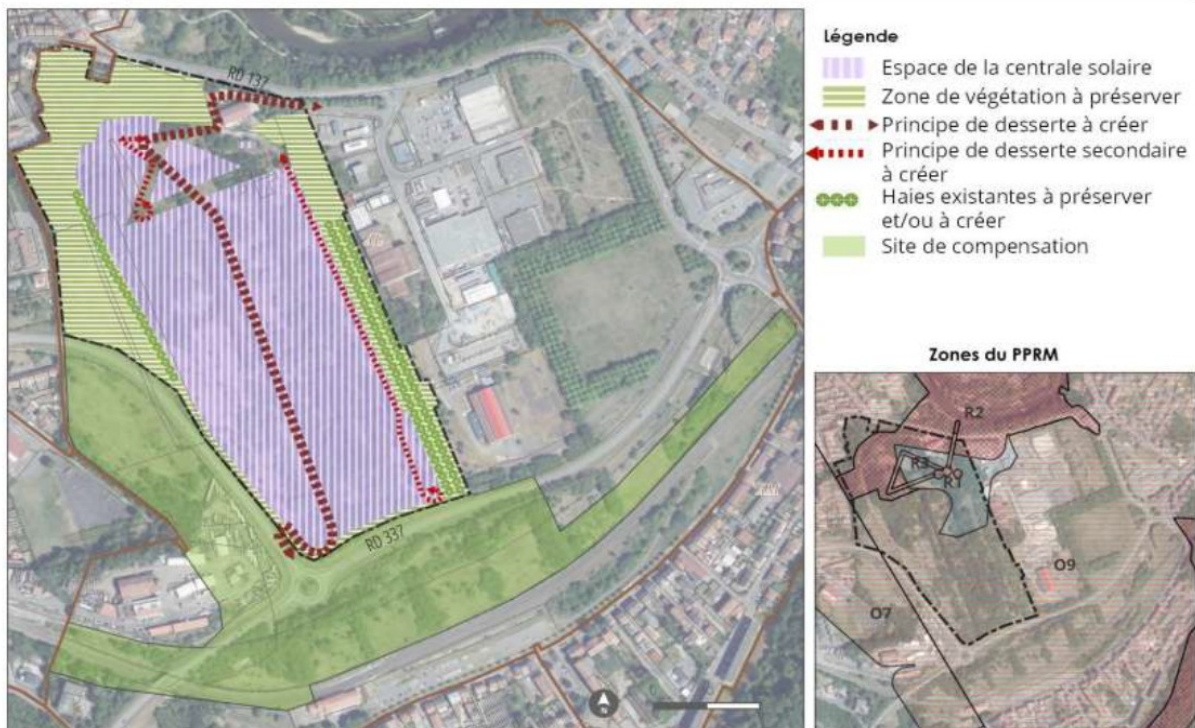 RD 137
RD 337
N
Légende
Espace de la centrale solaire
Zone de végétation à préserver
Principe de desserte à créer
Principe de desserte secondaire
à créer
Haies existantes à préserver
et/ou à créer
Site de compensation
Zones du PPRM
R2
R3
R1
O9
O7